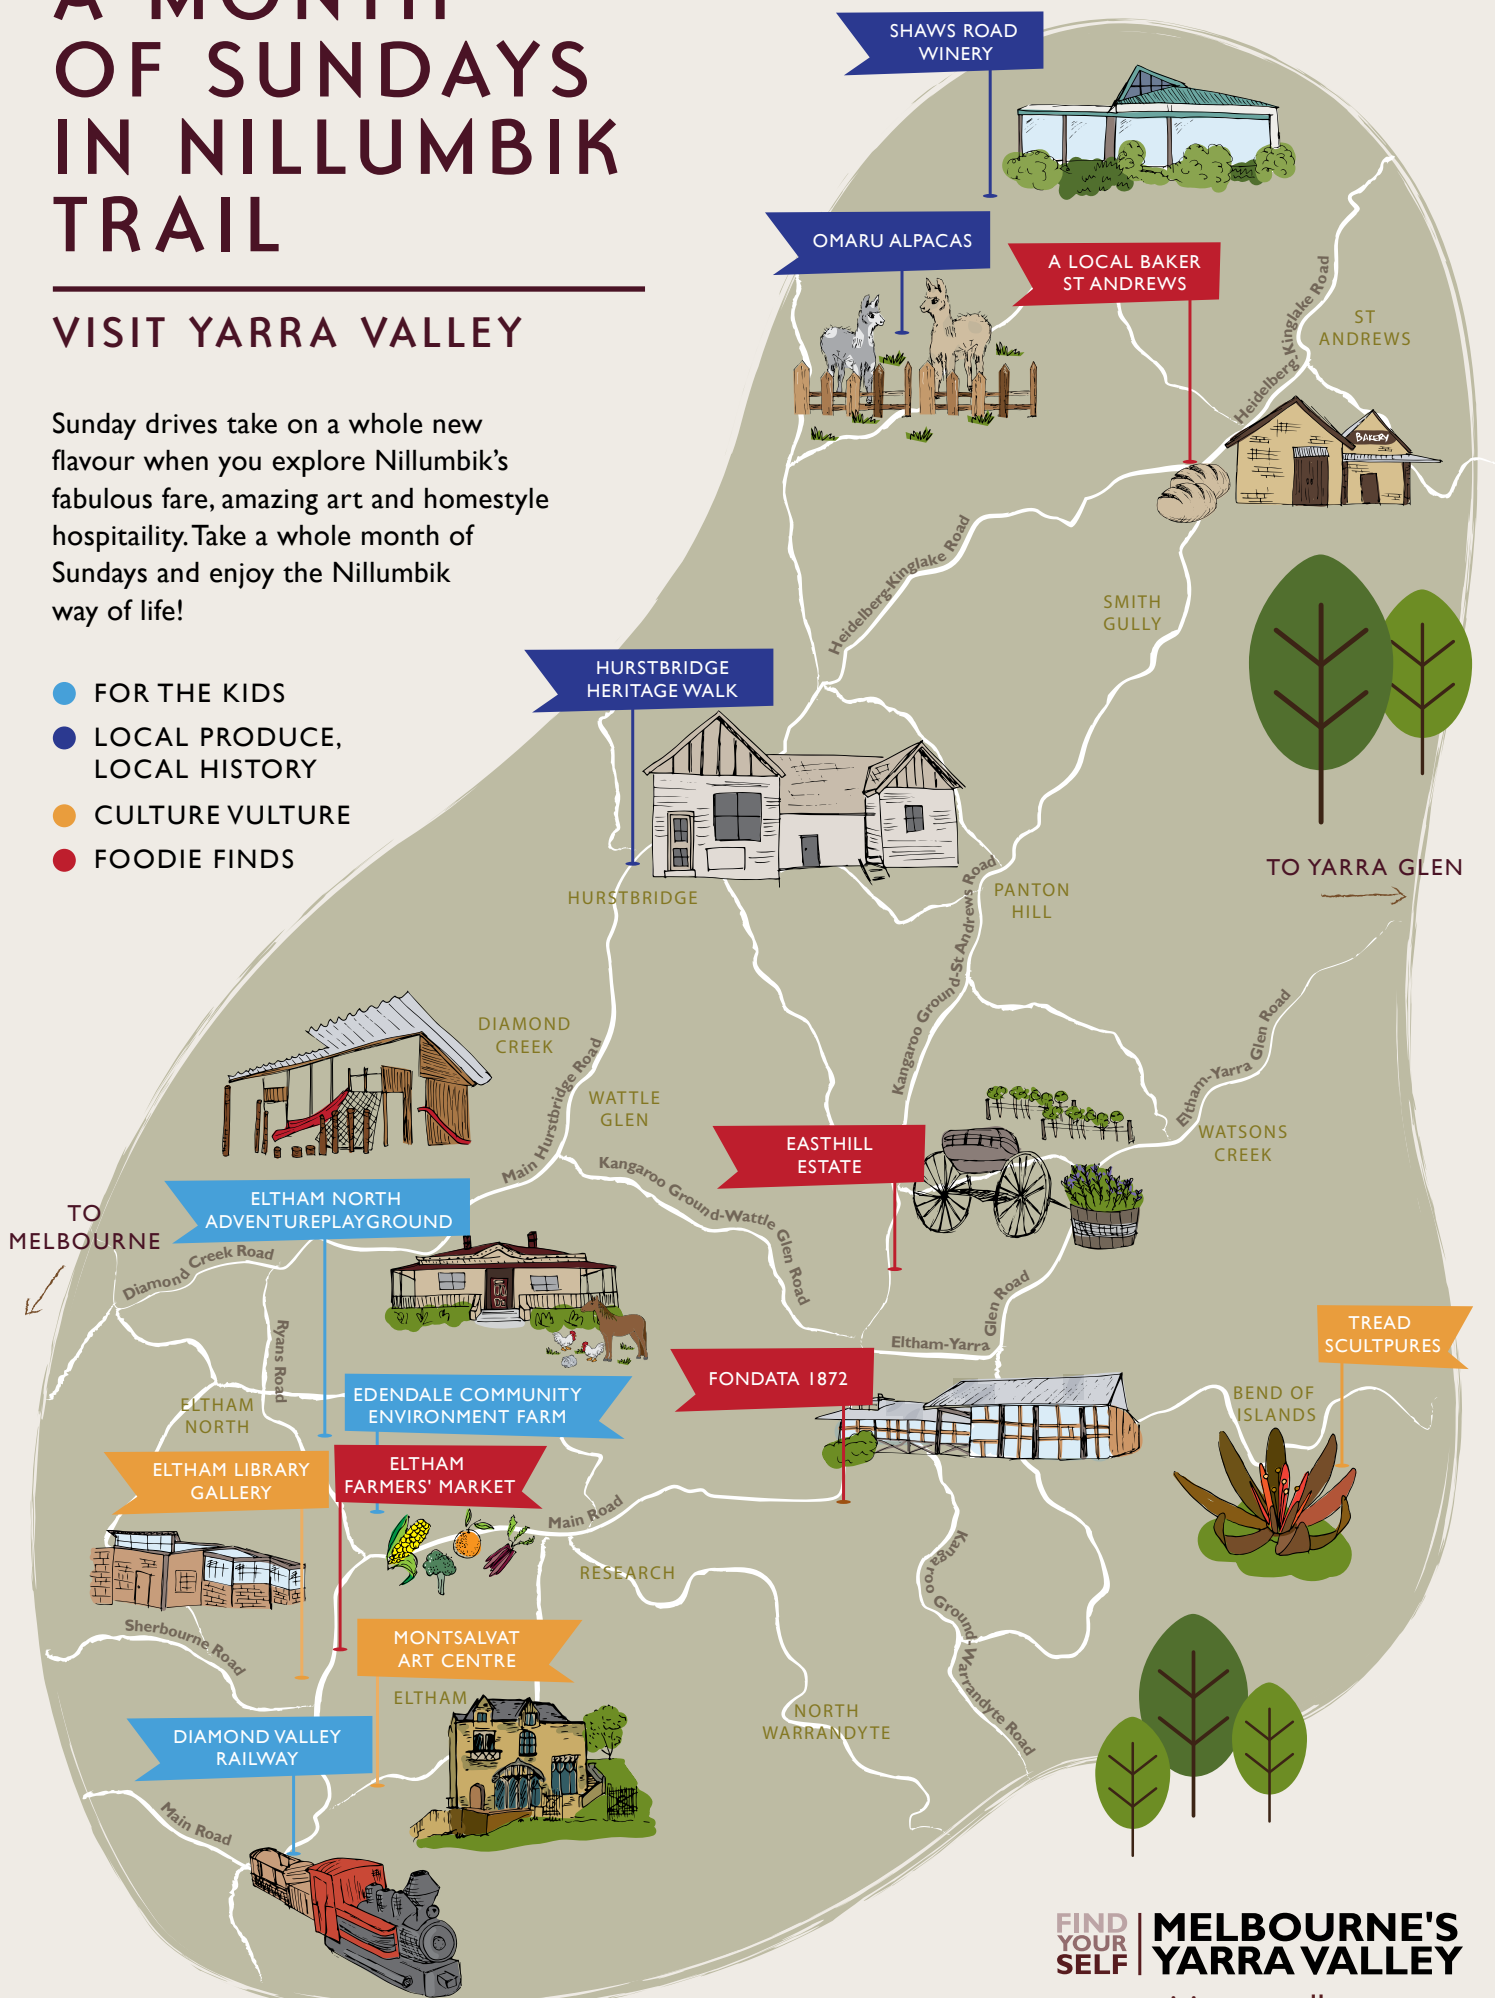 A MONTH
OF SUNDAYS
IN NILLUMBIK
TRAIL
VISIT YARRA VALLEY
Sunday drives take on a whole new
flavour when you explore Nillumbik's
fabulous fare, amazing art and homestyle
hospitaility. Take a whole month of
Sundays and enjoy the Nillumbik
way of life!
FOR THE KIDS
LOCAL PRODUCE,
LOCAL HISTORY
CULTURE VULTURE
FOODIE FINDS
SHAWS ROAD
WINERY
OMARU ALPACAS
A LOCAL BAKER
ST ANDREWS
Heidelberg-Kinglake Road
ST
ANDREWS
BAKERY
Heidelberg-Kinglake Road
SMITH
GULLY
HURSTBRIDGE
HERITAGE WALK
TO YARRA GLEN
HURSTBRIDGE
PANTON
HILL
Kangaroo Ground-St Andrews Road
DIAMOND
CREEK
Main Hurstbridge Road
WATTLE
GLEN
Eltham-Yarra Glen Road
WATSONS
CREEK
EASTHILL
ESTATE
Kangaroo Ground-Wattle Glen Road
ELTHAM NORTH
ADVENTUREPLAYGROUND
TO
MELBOURNE
Diamond Creek Road
Ryans Road
Eltham-Yarra Glen Road
TREAD
SCULTPURES
FONDATA 1872
EDENDALE COMMUNITY
ENVIRONMENT FARM
ELTHAM
NORTH
BEND OF
ISLANDS
ELTHAM LIBRARY
GALLERY
ELTHAM
FARMERS' MARKET
Main Road
RESEARCH
Kangaroo Ground-Warrandyte Road
Sherbourne Road
MONTSALVAT
ART CENTRE
ELTHAM
NORTH
WARRANDYTE
DIAMOND VALLEY
RAILWAY
Main Road
FIND
YOUR
SELF
MELBOURNE'S
YARRA VALLEY